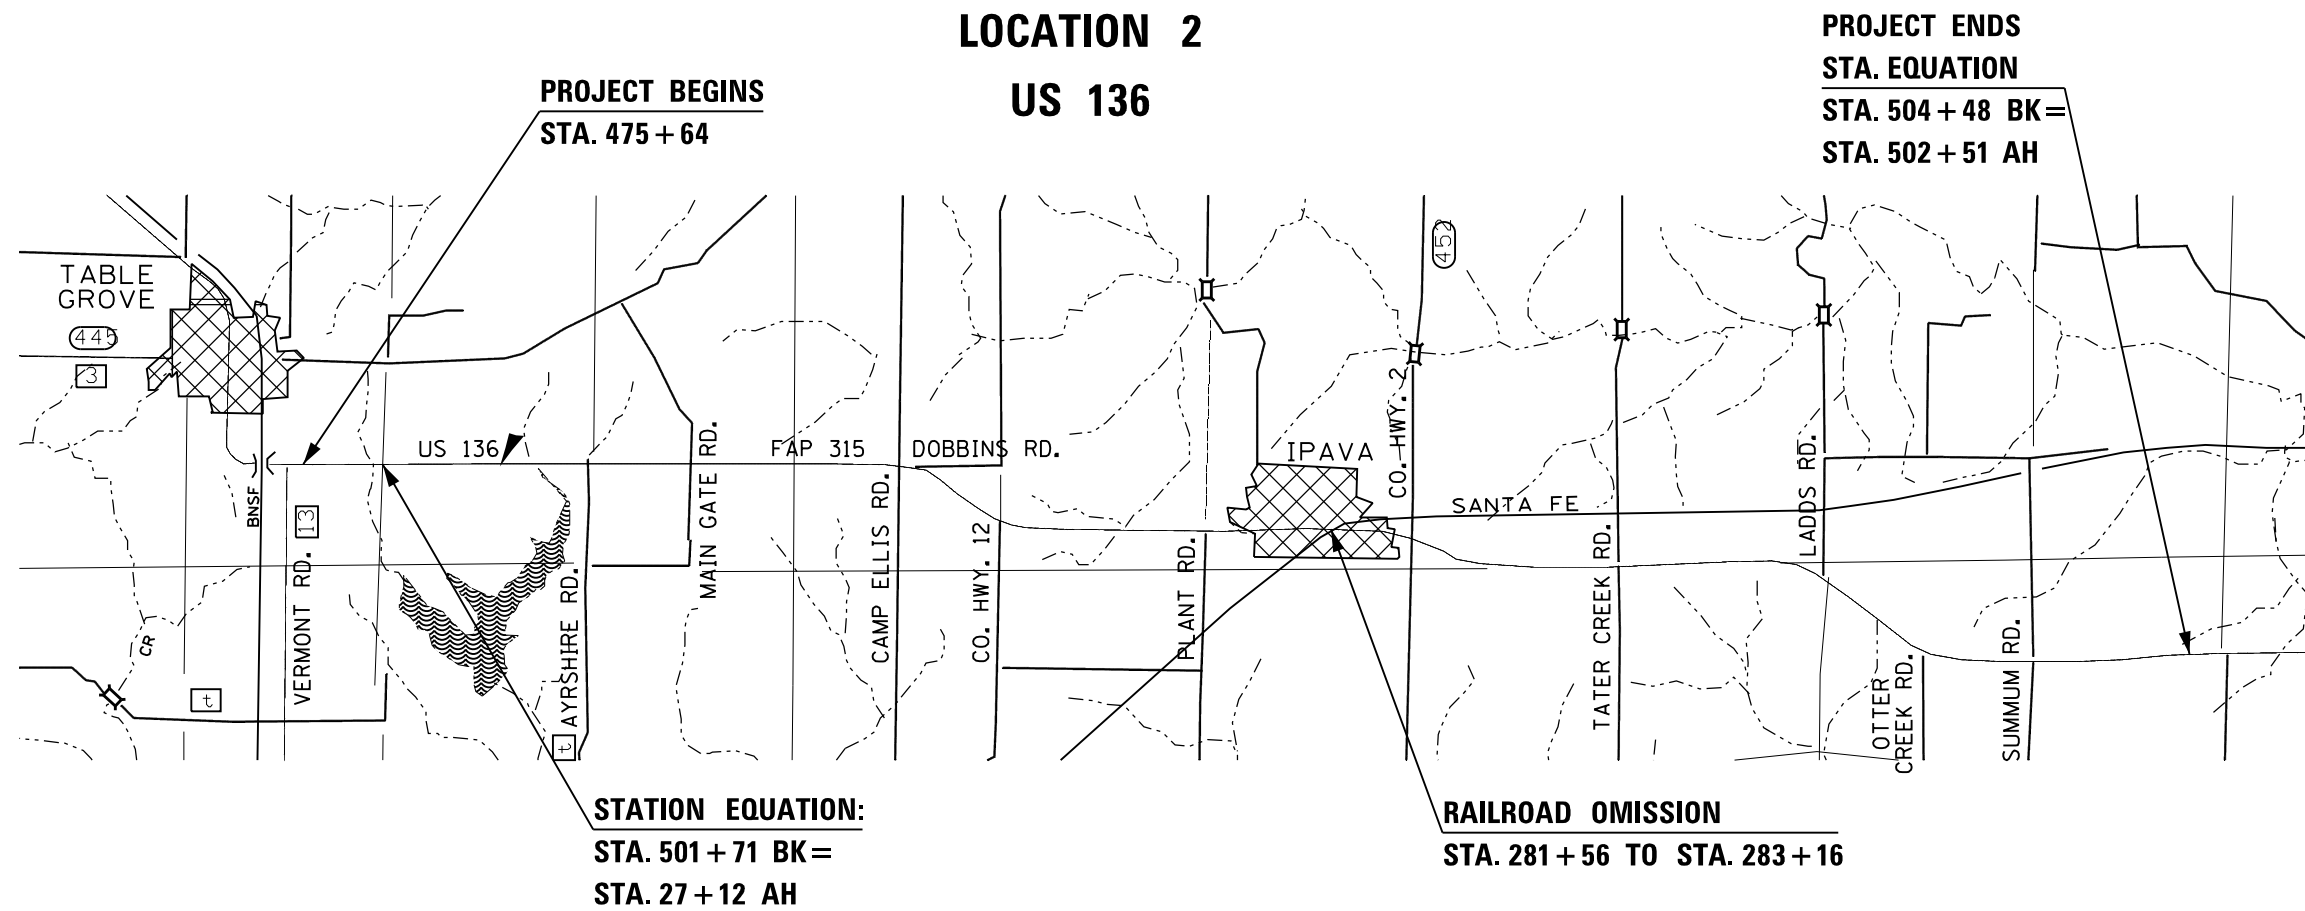 LOCATION 2
US 136
PROJECT BEGINS
STA. 475+64
PROJECT ENDS
STA. EQUATION
STA. 504+48 BK=
STA. 502+51 AH
TABLE
GROVE
445
3
452
US 136
FAP 315
DOBBINS RD.
IPAVA
SANTA FE
BNSF
13
VERMONT RD.
CR
t
t
AYRSHIRE RD.
MAIN GATE RD.
CAMP ELLIS RD.
CO. HWY. 12
PLANT RD.
CO. HWY. 2
TATER CREEK RD.
LADDS RD.
OTTER
CREEK RD.
SUMMUM RD.
STATION EQUATION:
STA. 501+71 BK=
STA. 27+12 AH
RAILROAD OMISSION
STA. 281+56 TO STA. 283+16